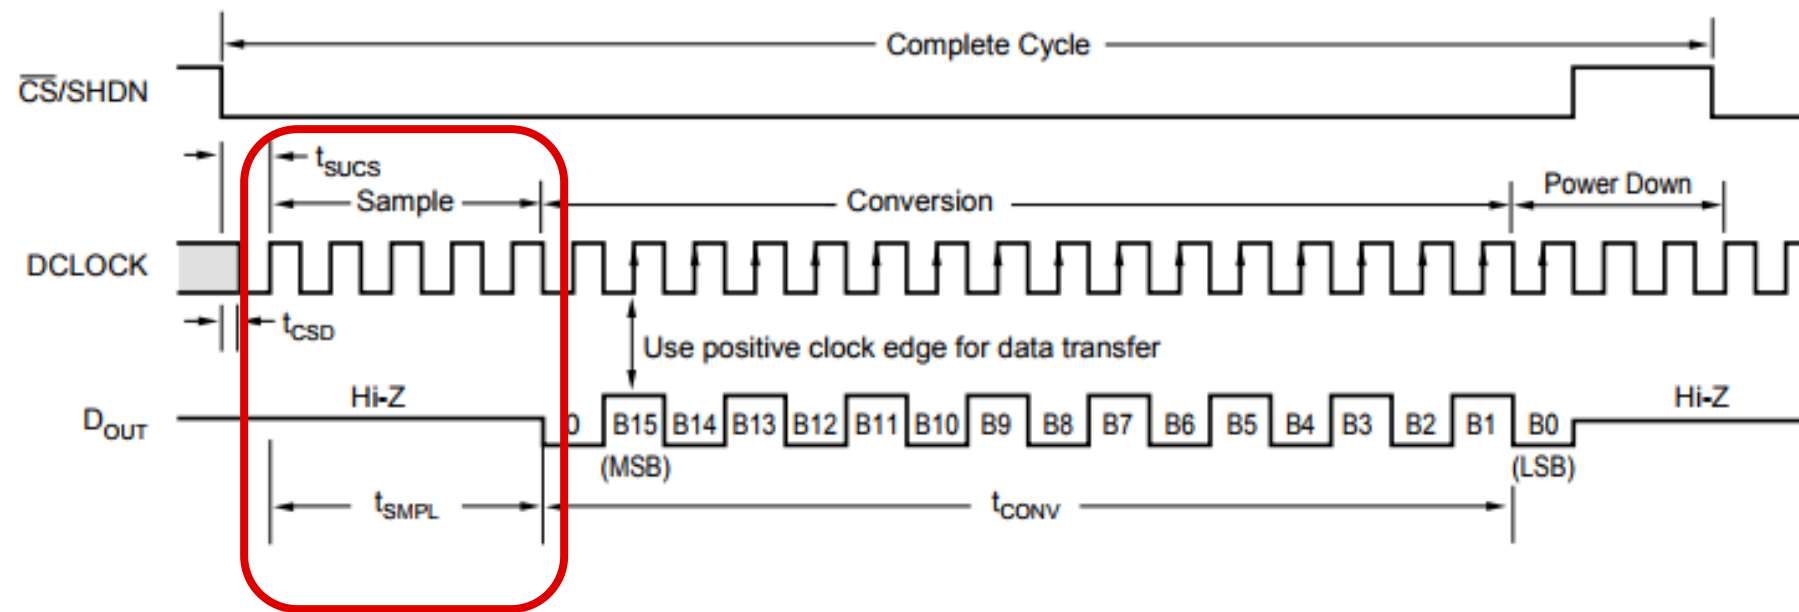 Complete Cycle
CS/SHDN
tSUCS
Sample
Conversion
Power Down
DCLOCK
tCSD
Use positive clock edge for data transfer
Hi-Z
Hi-Z
DOUT
0 B15 B14 B13 B12 B11 B10 B9 B8 B7 B6 B5 B4 B3 B2 B1 B0
(MSB)
(LSB)
tSMPL
tCONV